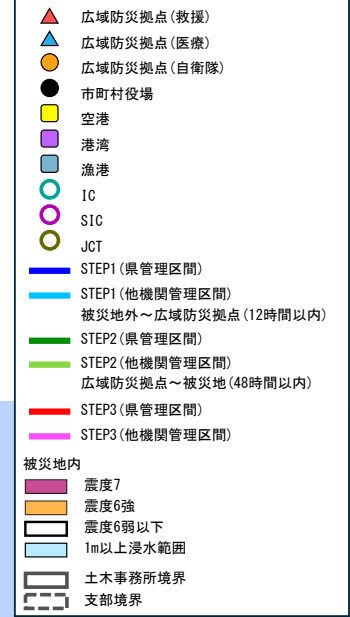 広域防災拠点(救援)
広域防災拠点(医療)
広域防災拠点(自衛隊)
市町村役場
空港
港湾
漁港
IC
SIC
JCT
STEP1(県管理区間)
STEP1(他機関管理区間)
被災地外～広域防災拠点(12時間以内)
STEP2(県管理区間)
STEP2(他機関管理区間)
広域防災拠点～被災地(48時間以内)
STEP3(県管理区間)
STEP3(他機関管理区間)
被災地内
震度7
震度6強
震度6弱以下
1m以上浸水範囲
土木事務所境界
支部境界